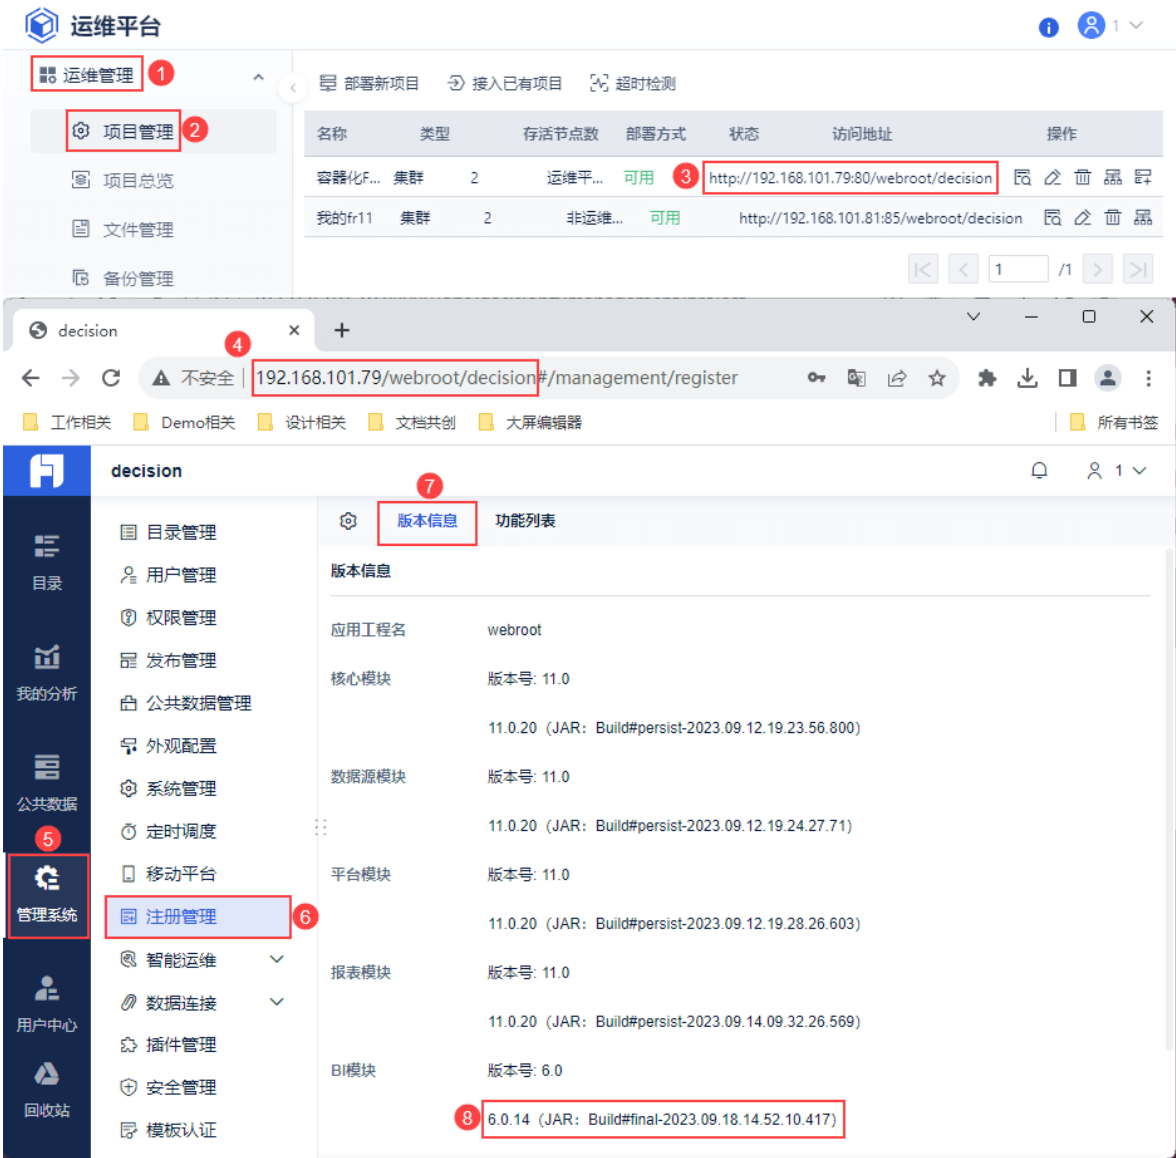 运维平台
1
运维管理 1
项目管理 2
项目总览
文件管理
备份管理
部署新项目 接入已有项目 超时检测
名称 类型 存活节点数 部署方式 状态 访问地址 操作
容器化F... 集群 2 运维平... 可用 3 http://192.168.101.79:80/webroot/decision
我的fr11 集群 2 非运维... 可用 http://192.168.101.81:85/webroot/decision
1 /1
decision
4
不安全 192.168.101.79/webroot/decision#/management/register
工作相关 Demo相关 设计相关 文档共创 大屏编辑器 所有书签
decision
1
目录
我的分析
公共数据
5
管理系统
用户中心
回收站
目录管理
用户管理
权限管理
发布管理
公共数据管理
外观配置
系统管理
定时调度
移动平台
注册管理 6
智能运维
数据连接
插件管理
安全管理
模板认证
7
版本信息 功能列表
版本信息
应用工程名 webroot
核心模块 版本号: 11.0
11.0.20（JAR：Build#persist-2023.09.12.19.23.56.800）
数据源模块 版本号: 11.0
11.0.20（JAR：Build#persist-2023.09.12.19.24.27.71）
平台模块 版本号: 11.0
11.0.20（JAR：Build#persist-2023.09.12.19.28.26.603）
报表模块 版本号: 11.0
11.0.20（JAR：Build#persist-2023.09.14.09.32.26.569）
BI模块 版本号: 6.0
8 6.0.14（JAR：Build#final-2023.09.18.14.52.10.417）